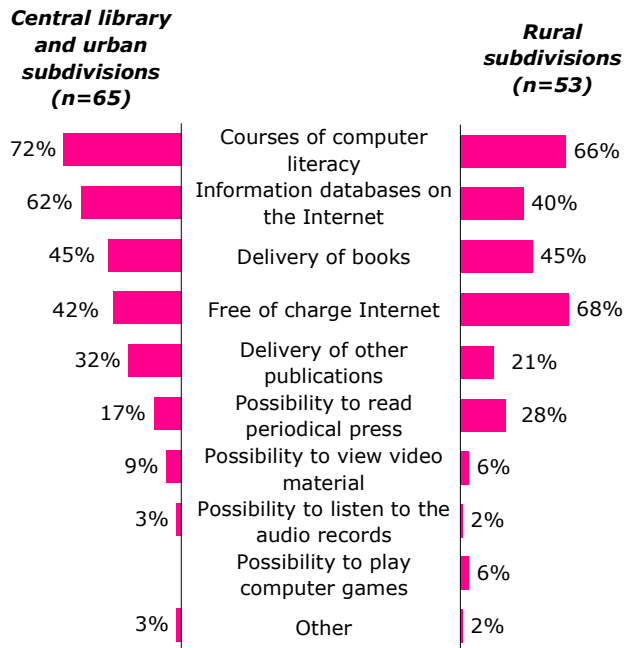 Central library
and urban
subdivisions
(n=65)
Rural
subdivisions
(n=53)
72%
Courses of computer
literacy
66%
62%
Information databases on
the Internet
40%
45%
Delivery of books
45%
42%
Free of charge Internet
68%
32%
Delivery of other
publications
21%
17%
Possibility to read
periodical press
28%
9%
Possibility to view video
material
6%
3%
Possibility to listen to the
audio records
2%
Possibility to play
computer games
6%
3%
Other
2%